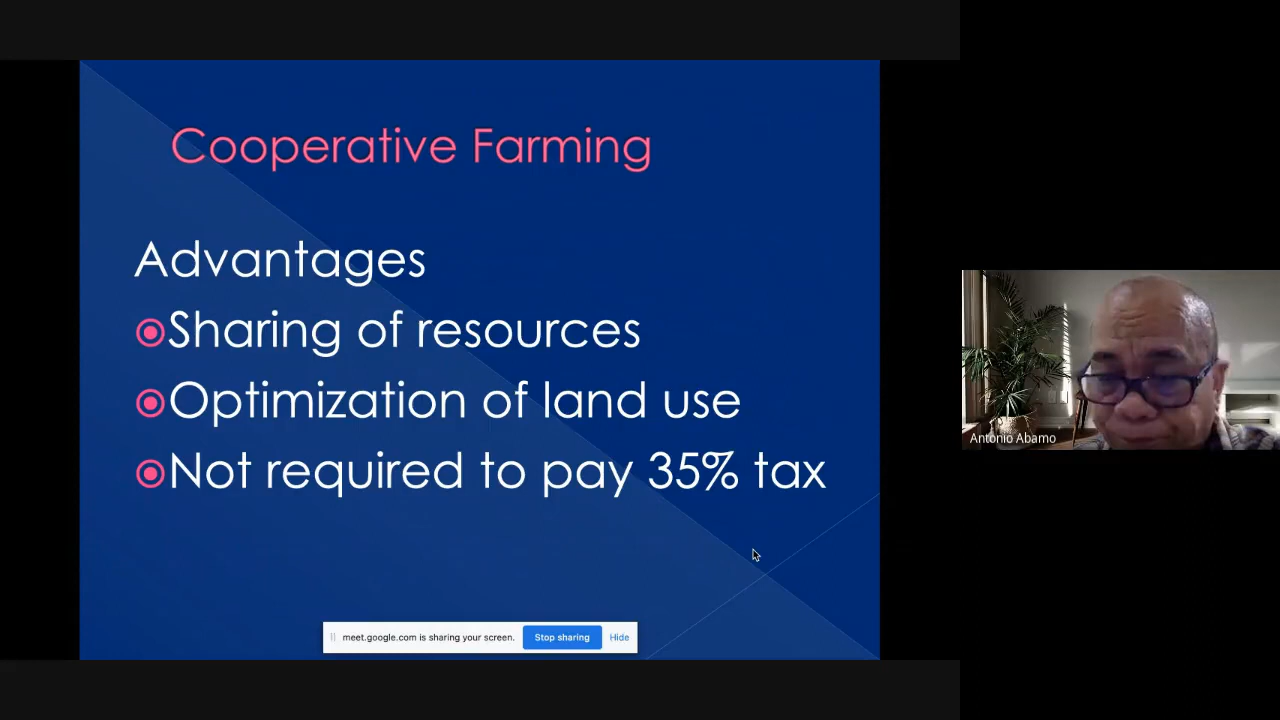 Cooperative Farming
Advantages
Sharing of resources
Optimization of land use
Not required to pay 35% tax
meet.google.com is sharing your screen. Stop sharing Hide
Antonio Abamo